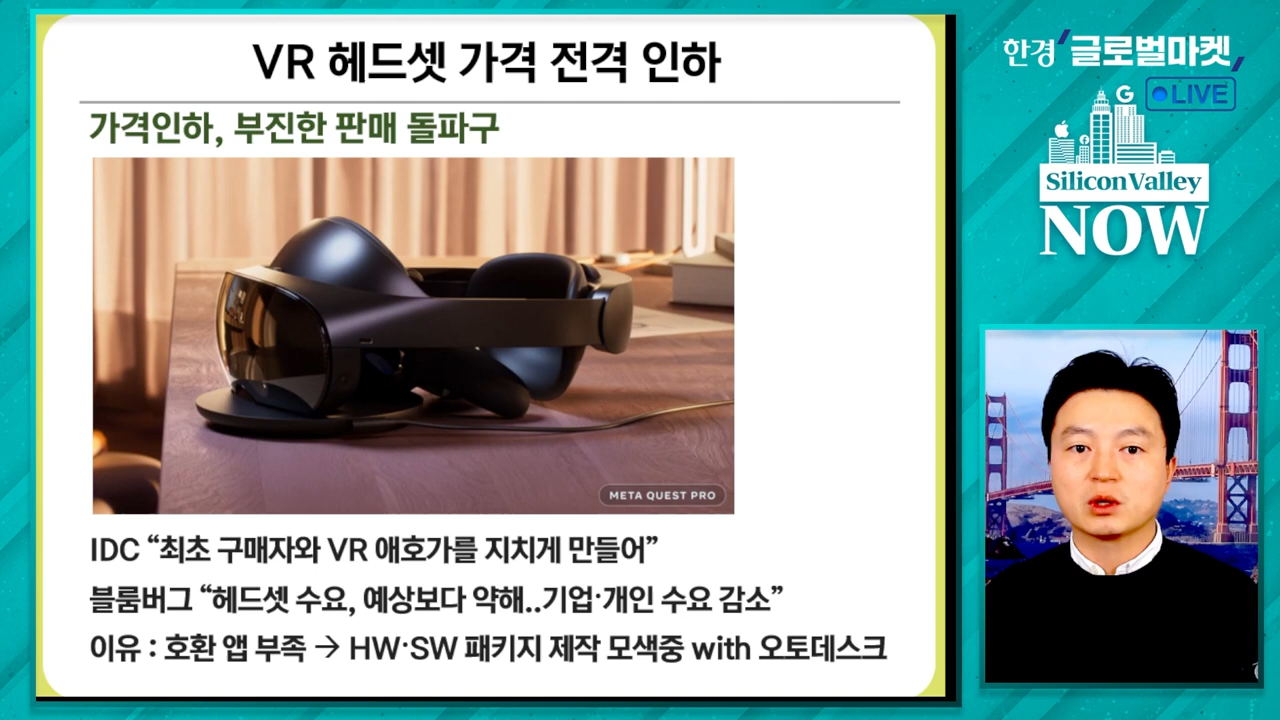 VR 헤드셋 가격 전격 인하
가격인하, 부진한 판매 돌파구
META QUEST PRO
IDC “최초 구매자와 VR 애호가를 지치게 만들어”
블룸버그 “헤드셋 수요, 예상보다 약해..기업·개인 수요 감소”
이유 : 호환 앱 부족 → HW·SW 패키지 제작 모색중 with 오토데스크
한경 글로벌마켓
LIVE
G
Silicon Valley
NOW